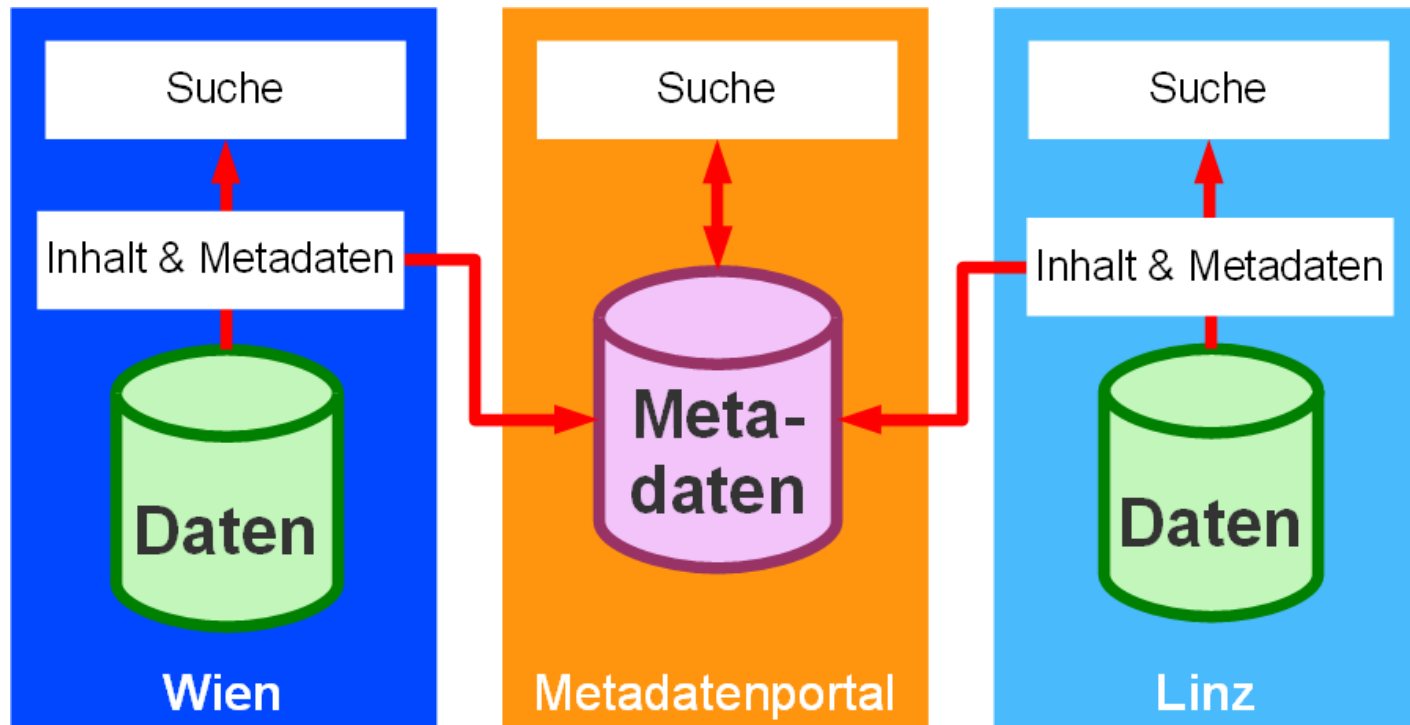 Suche
Inhalt & Metadaten
Daten
Wien
Suche
Meta-
daten
Metadatenportal
Suche
Inhalt & Metadaten
Daten
Linz